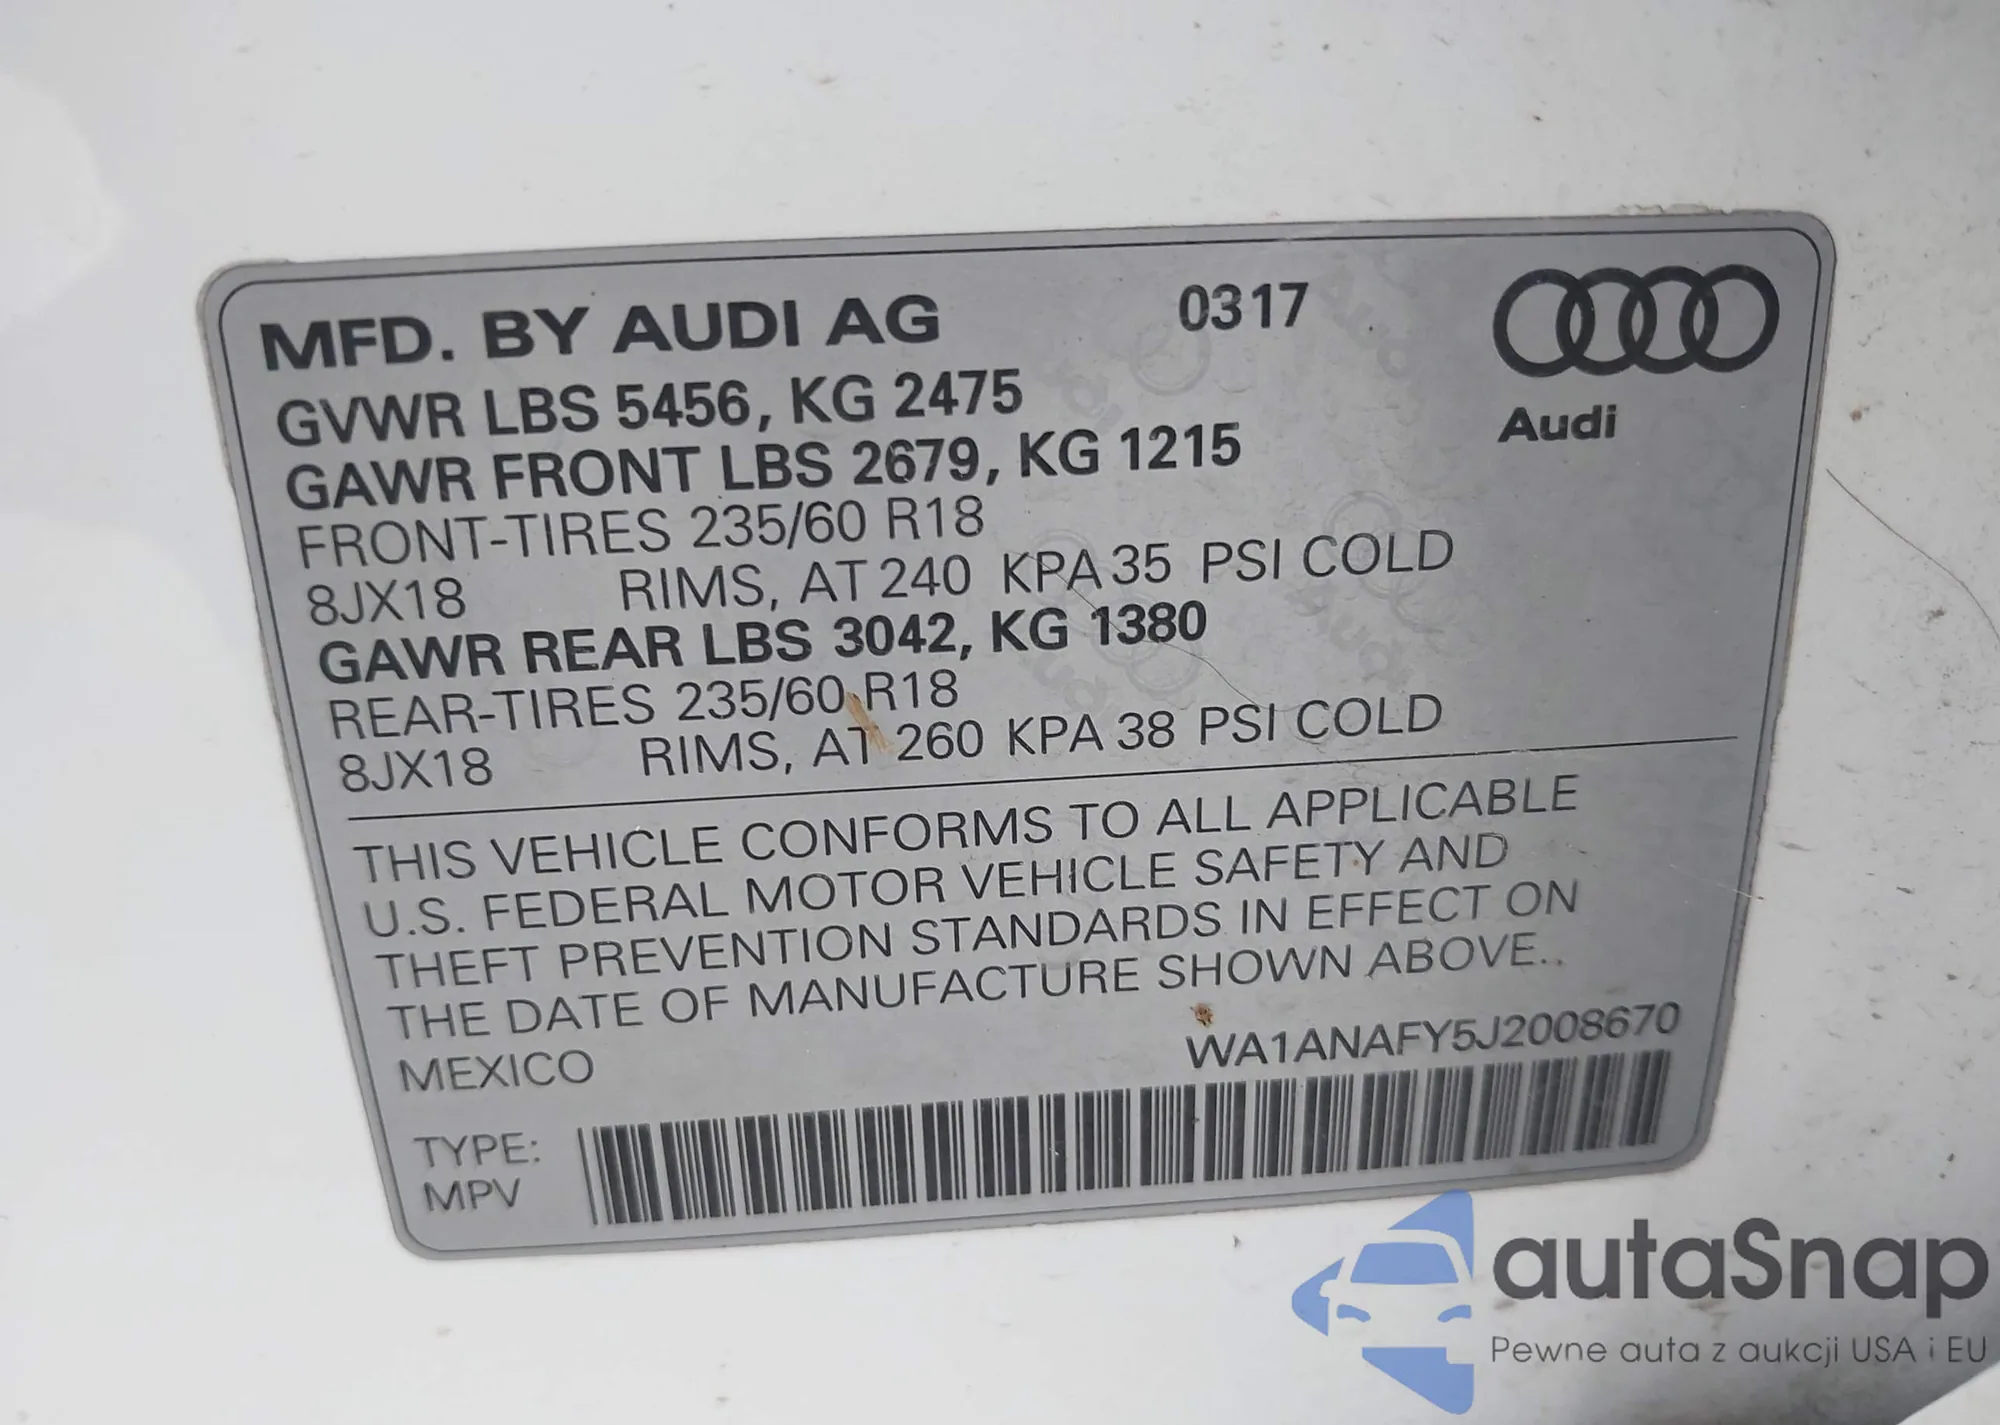 MFD. BY AUDI AG 0317
GVWR LBS 5456, KG 2475
Audi
GAWR FRONT LBS 2679, KG 1215
FRONT-TIRES 235/60 R18
8JX18 RIMS, AT 240 KPA 35 PSI COLD
GAWR REAR LBS 3042, KG 1380
REAR-TIRES 235/60 R18
8JX18 RIMS, AT 260 KPA 38 PSI COLD
THIS VEHICLE CONFORMS TO ALL APPLICABLE
U.S. FEDERAL MOTOR VEHICLE SAFETY AND
THEFT PREVENTION STANDARDS IN EFFECT ON
THE DATE OF MANUFACTURE SHOWN ABOVE..
MEXICO WA1ANAFY5J2008670
TYPE:
MPV
autaSnap
Pewne auta z aukcji USA i EU